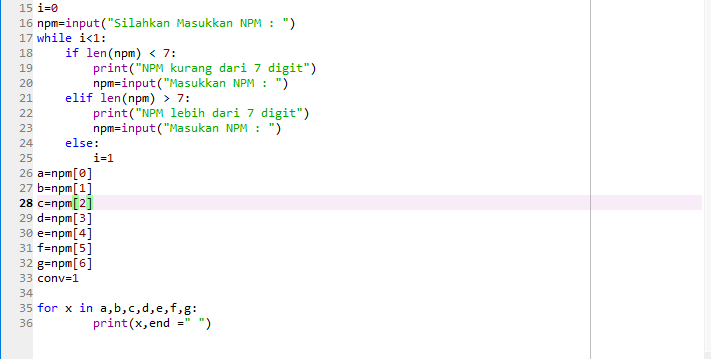 15 i=0
16 npm=input("Silahkan Masukkan NPM : ")
17 while i<1:
18     if len(npm) < 7:
19         print("NPM kurang dari 7 digit")
20         npm=input("Masukkan NPM : ")
21     elif len(npm) > 7:
22         print("NPM lebih dari 7 digit")
23         npm=input("Masukan NPM : ")
24     else:
25         i=1
26 a=npm[0]
27 b=npm[1]
28 c=npm[2]
29 d=npm[3]
30 e=npm[4]
31 f=npm[5]
32 g=npm[6]
33 conv=1
34
35 for x in a,b,c,d,e,f,g:
36         print(x,end =" ")